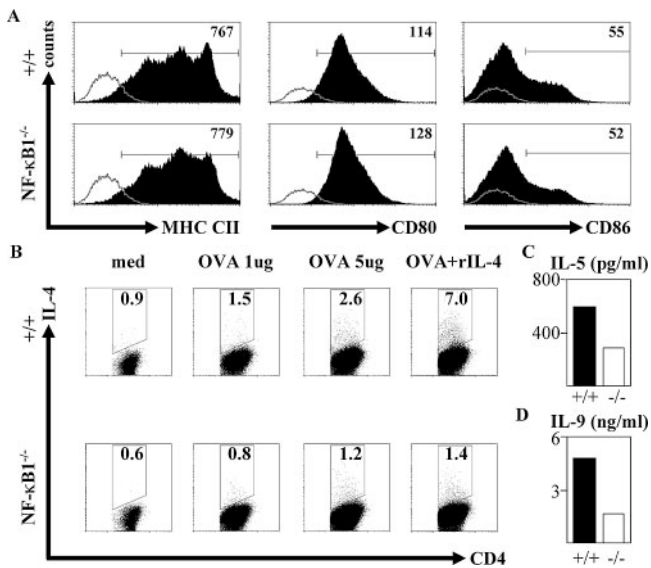 A
767 114 55
+/+
counts
779 128 52
NF-κB1-/-
MHC CII CD80 CD86
B
med OVA 1ug OVA 5ug OVA+rIL-4
0.9 1.5 2.6 7.0
+/+
IL-4
0.6 0.8 1.2 1.4
NF-κB1-/-
CD4
C
IL-5 (pg/ml)
800
400
+/+ -/-
D
IL-9 (ng/ml)
6
3
+/+ -/-